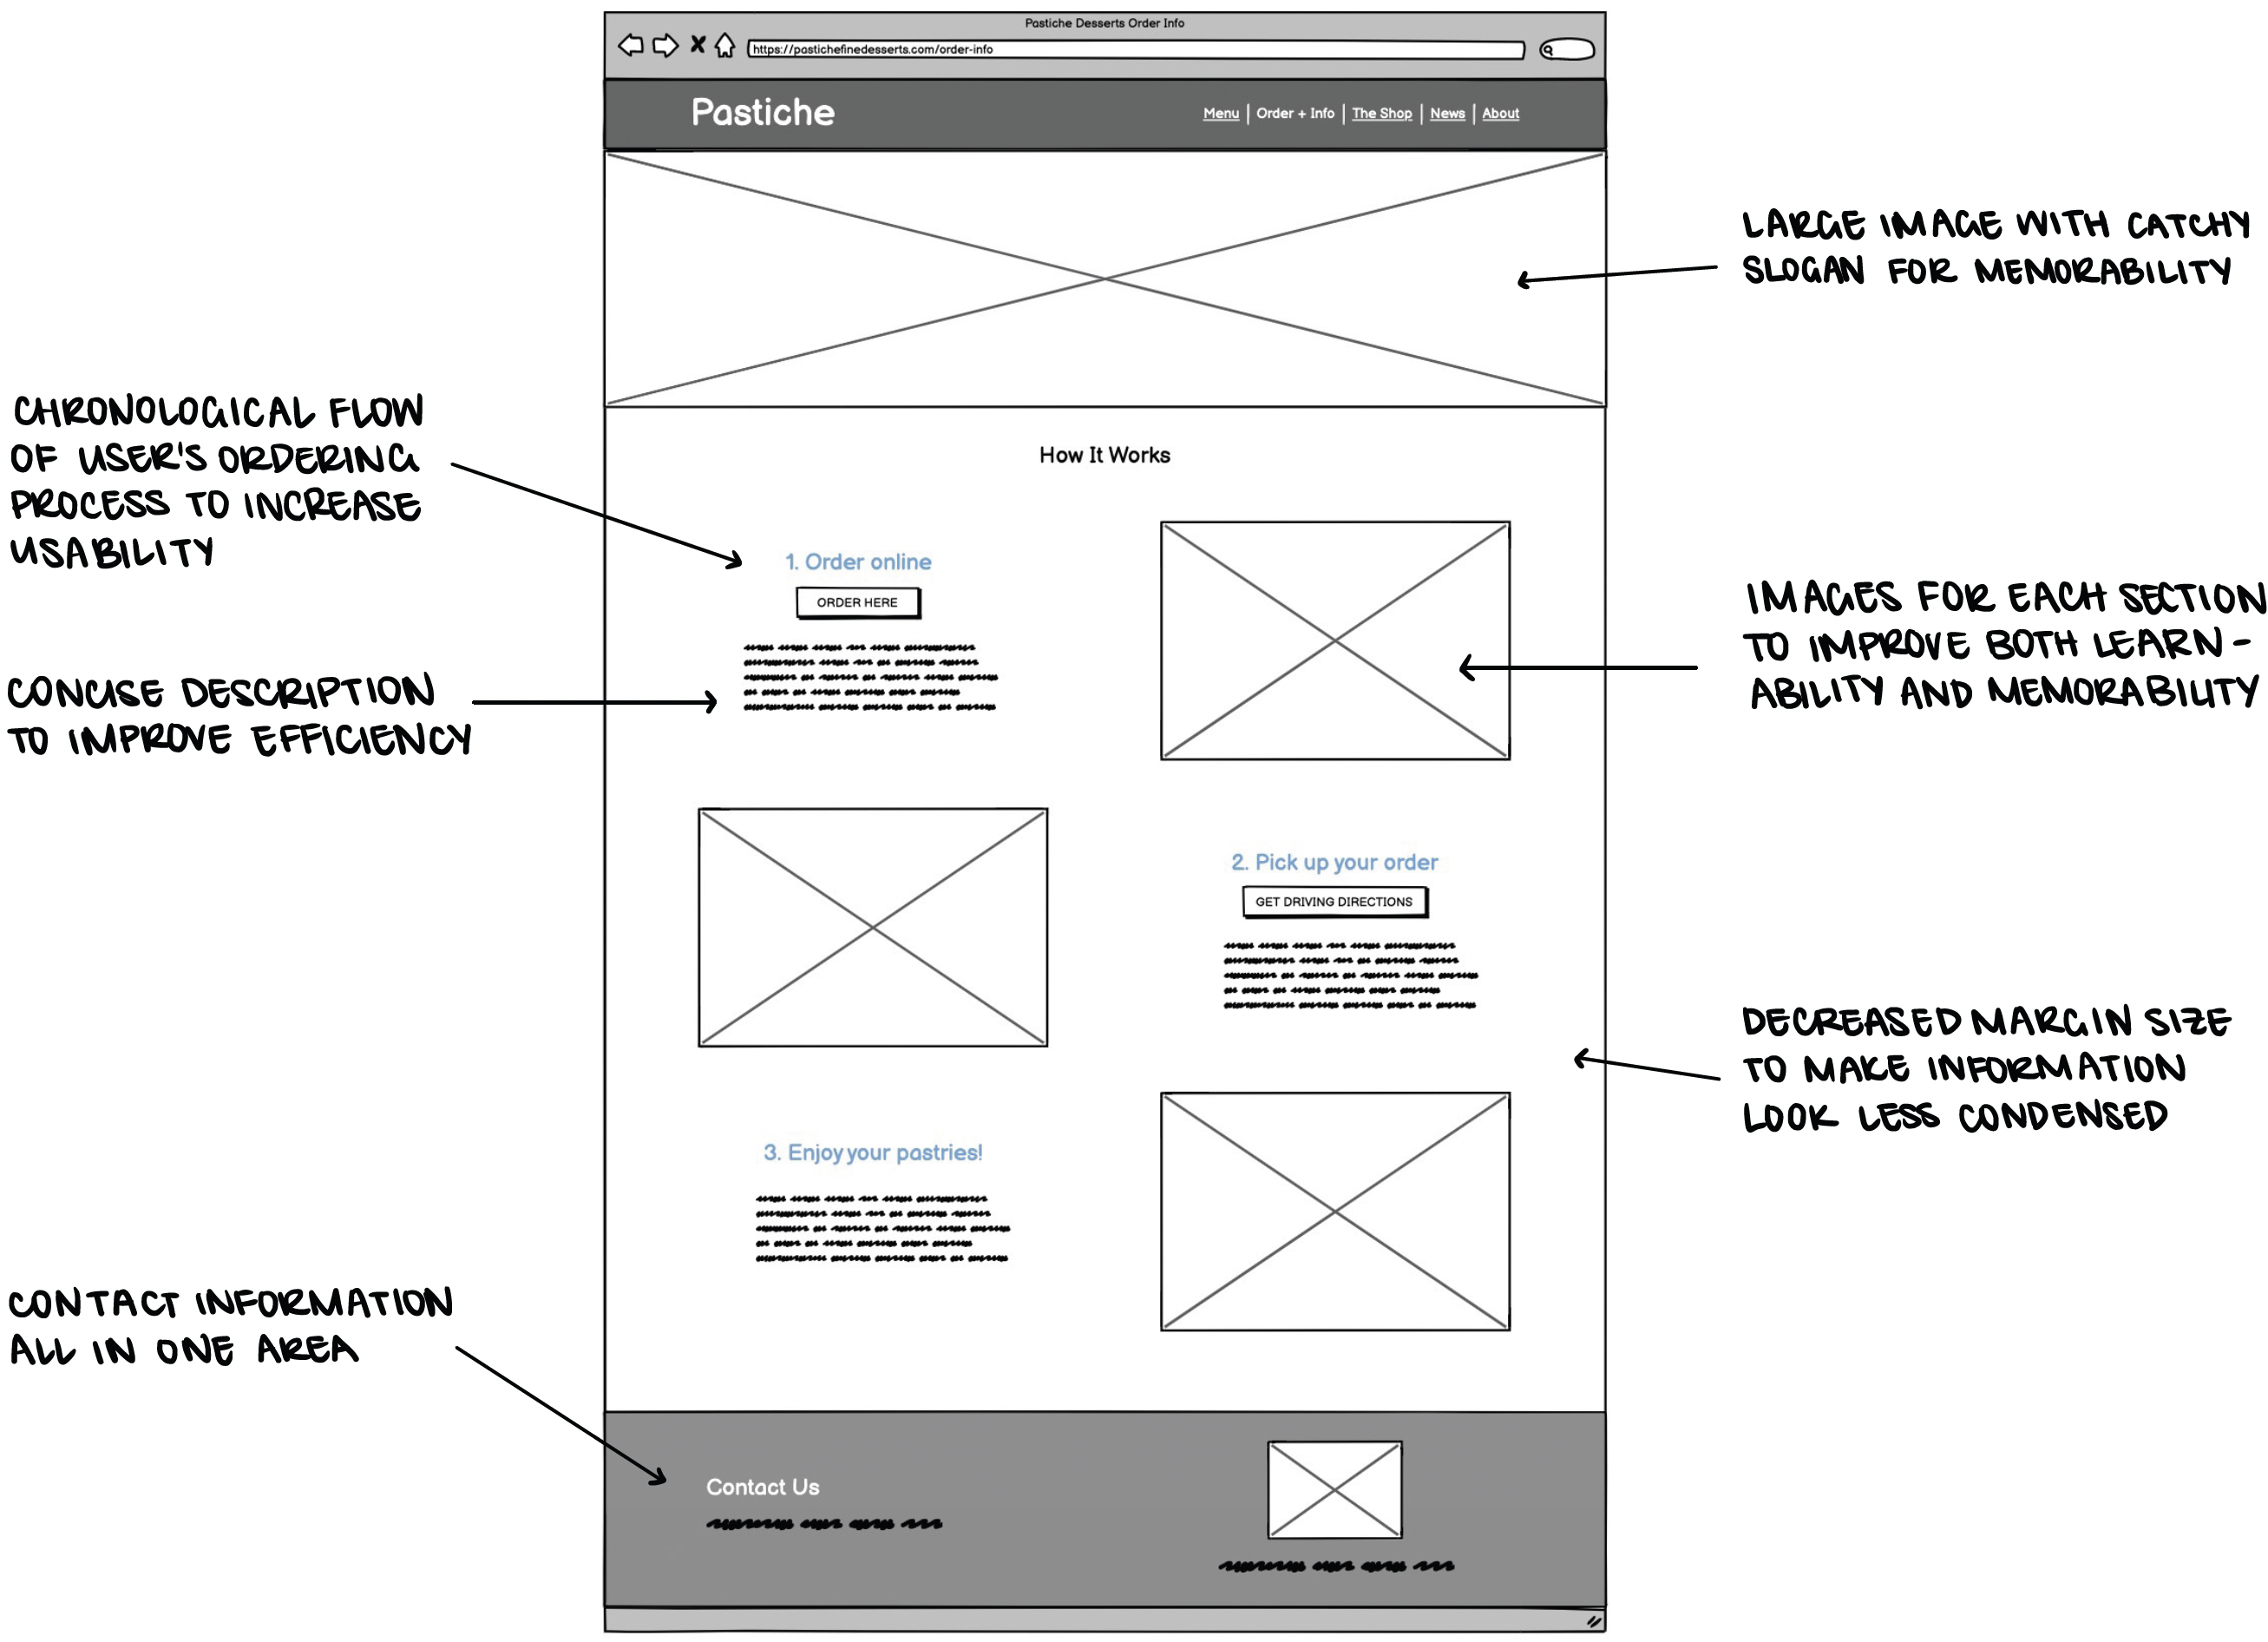 Pastiche Desserts Order Info
https://pastichefinedesserts.com/order-info
Pastiche
Menu | Order + Info | The Shop | News | About
LARGE IMAGE WITH CATCHY
SLOGAN FOR MEMORABILITY
CHRONOLOGICAL FLOW
OF USER'S ORDERING
PROCESS TO INCREASE
USABILITY
How It Works
1. Order online
ORDER HERE
IMAGES FOR EACH SECTION
TO IMPROVE BOTH LEARN-
ABILITY AND MEMORABILITY
CONCISE DESCRIPTION
TO IMPROVE EFFICIENCY
2. Pick up your order
GET DRIVING DIRECTIONS
DECREASED MARGIN SIZE
TO MAKE INFORMATION
LOOK LESS CONDENSED
3. Enjoy your pastries!
CONTACT INFORMATION
ALL IN ONE AREA
Contact Us